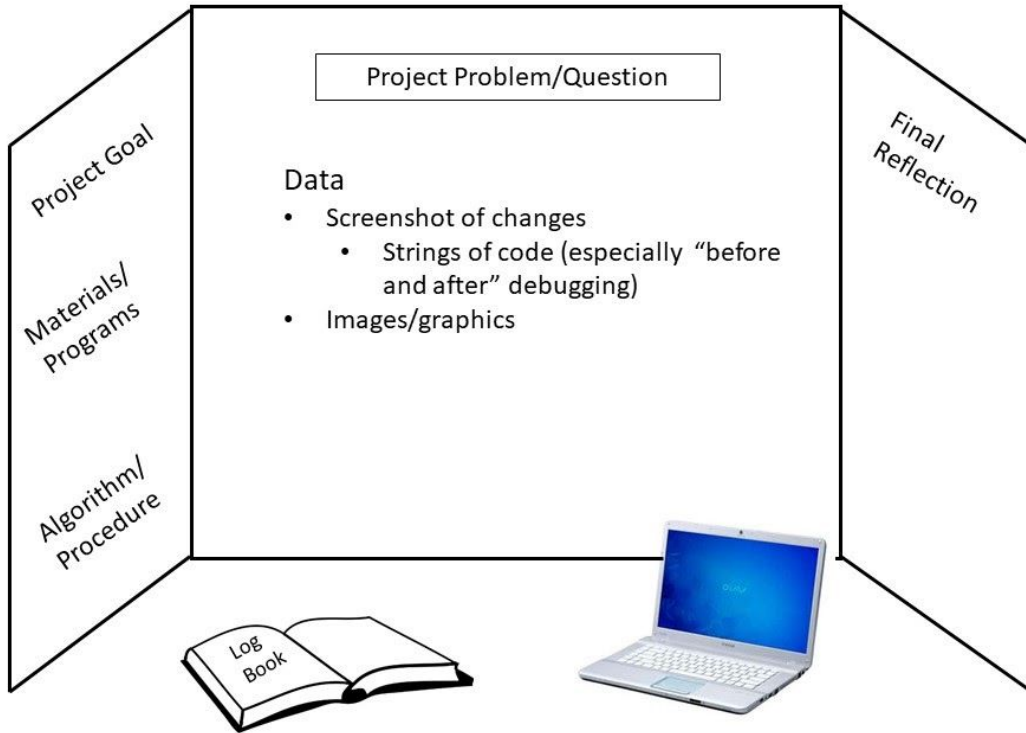 Project Problem/Question
Project Goal
Materials/
Programs
Algorithm/
Procedure
Data
• Screenshot of changes
• Strings of code (especially “before
and after” debugging)
• Images/graphics
Final
Reflection
Log
Book